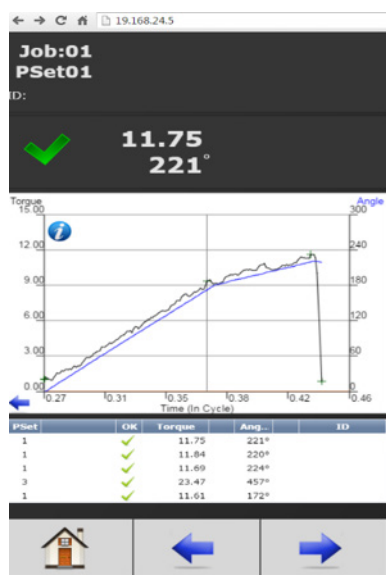 19.168.24.5
Job:01
PSet01
ID:
11.75
221°
Torque Angle
15.00 300
12.00 240
9.00 180
6.00 120
3.00 60
0.00 0
0.27 0.31 0.35 0.38 0.42 0.46
Time (In Cycle)
PSet OK Torque Ang... ID
1 11.75 221°
1 11.84 220°
1 11.69 224°
3 23.47 457°
1 11.61 172°